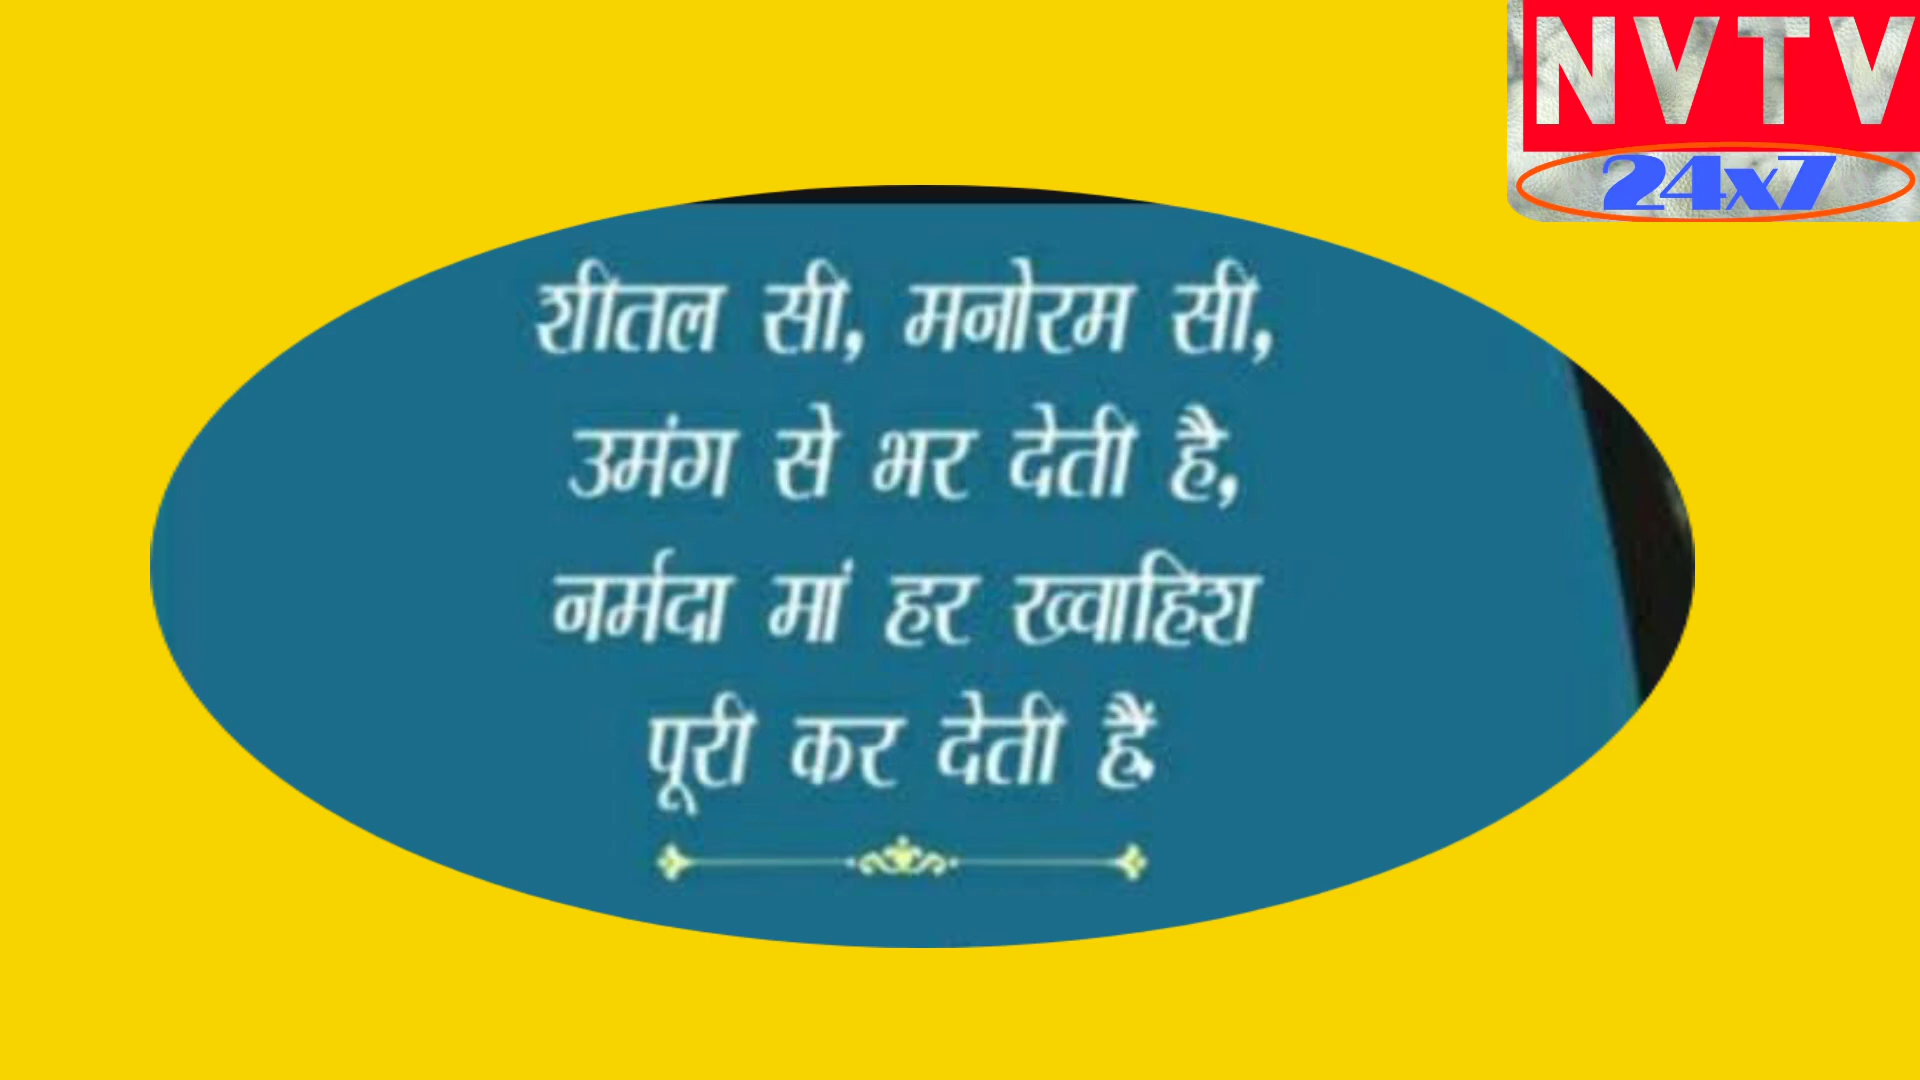 NVTV
24x7
शीतल सी, मनोरम सी,
उमंग से भर देती है,
नर्मदा मां हर ख्वाहिश
पूरी कर देती हैं.